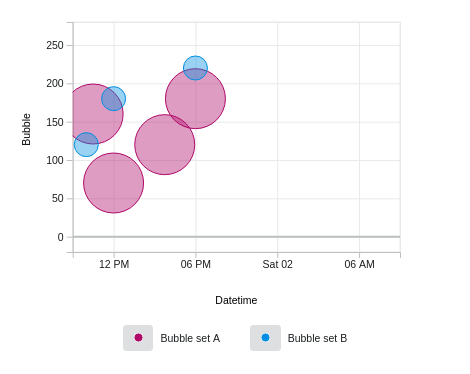 250
200
150
100
50
0
Bubble
12 PM
06 PM
Sat 02
06 AM
Datetime
Bubble set A
Bubble set B